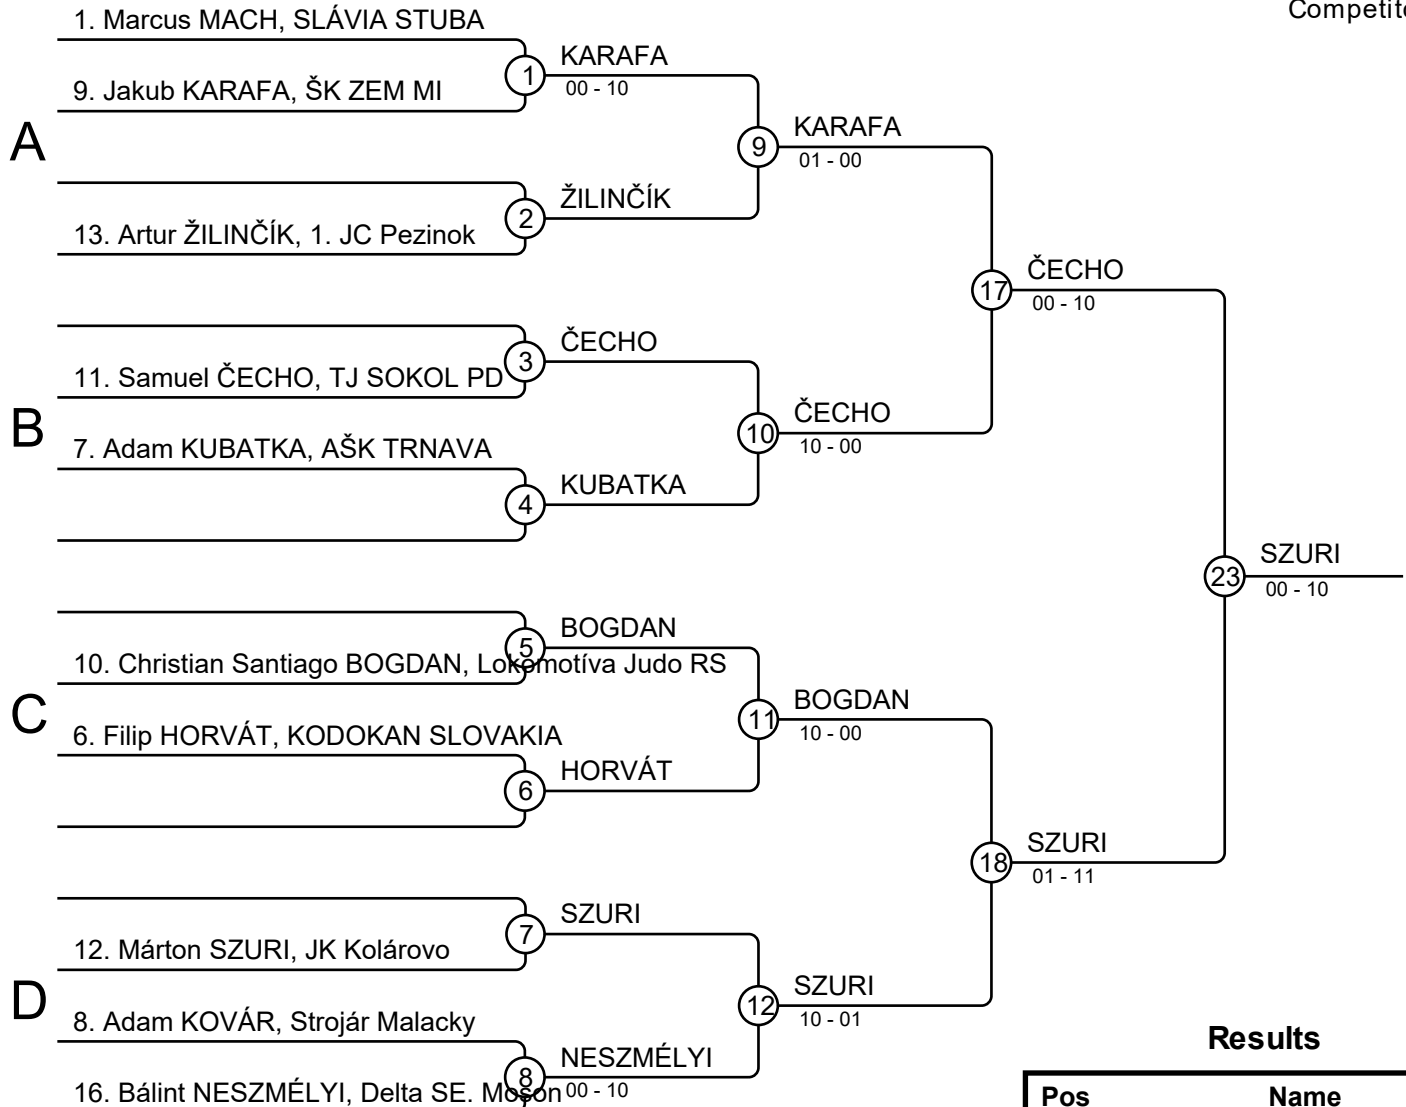 Competito
1. Marcus MACH, SLÁVIA STUBA
KARAFA
1
00 - 10
9. Jakub KARAFA, ŠK ZEM MI
A
KARAFA
9
01 - 00
ŽILINČÍK
2
13. Artur ŽILINČÍK, 1. JC Pezinok
ČECHO
17
00 - 10
ČECHO
3
11. Samuel ČECHO, TJ SOKOL PD
B
ČECHO
10
10 - 00
7. Adam KUBATKA, AŠK TRNAVA
KUBATKA
4
SZURI
23
00 - 10
BOGDAN
5
10. Christian Santiago BOGDAN, Lokomotíva Judo RS
C
BOGDAN
11
10 - 00
6. Filip HORVÁT, KODOKAN SLOVAKIA
HORVÁT
6
SZURI
18
01 - 11
SZURI
7
12. Márton SZURI, JK Kolárovo
D
SZURI
12
10 - 01
8. Adam KOVÁR, Strojár Malacky
Results
NESZMÉLYI
8
00 - 10
16. Bálint NESZMÉLYI, Delta SE. Moson
Pos Name